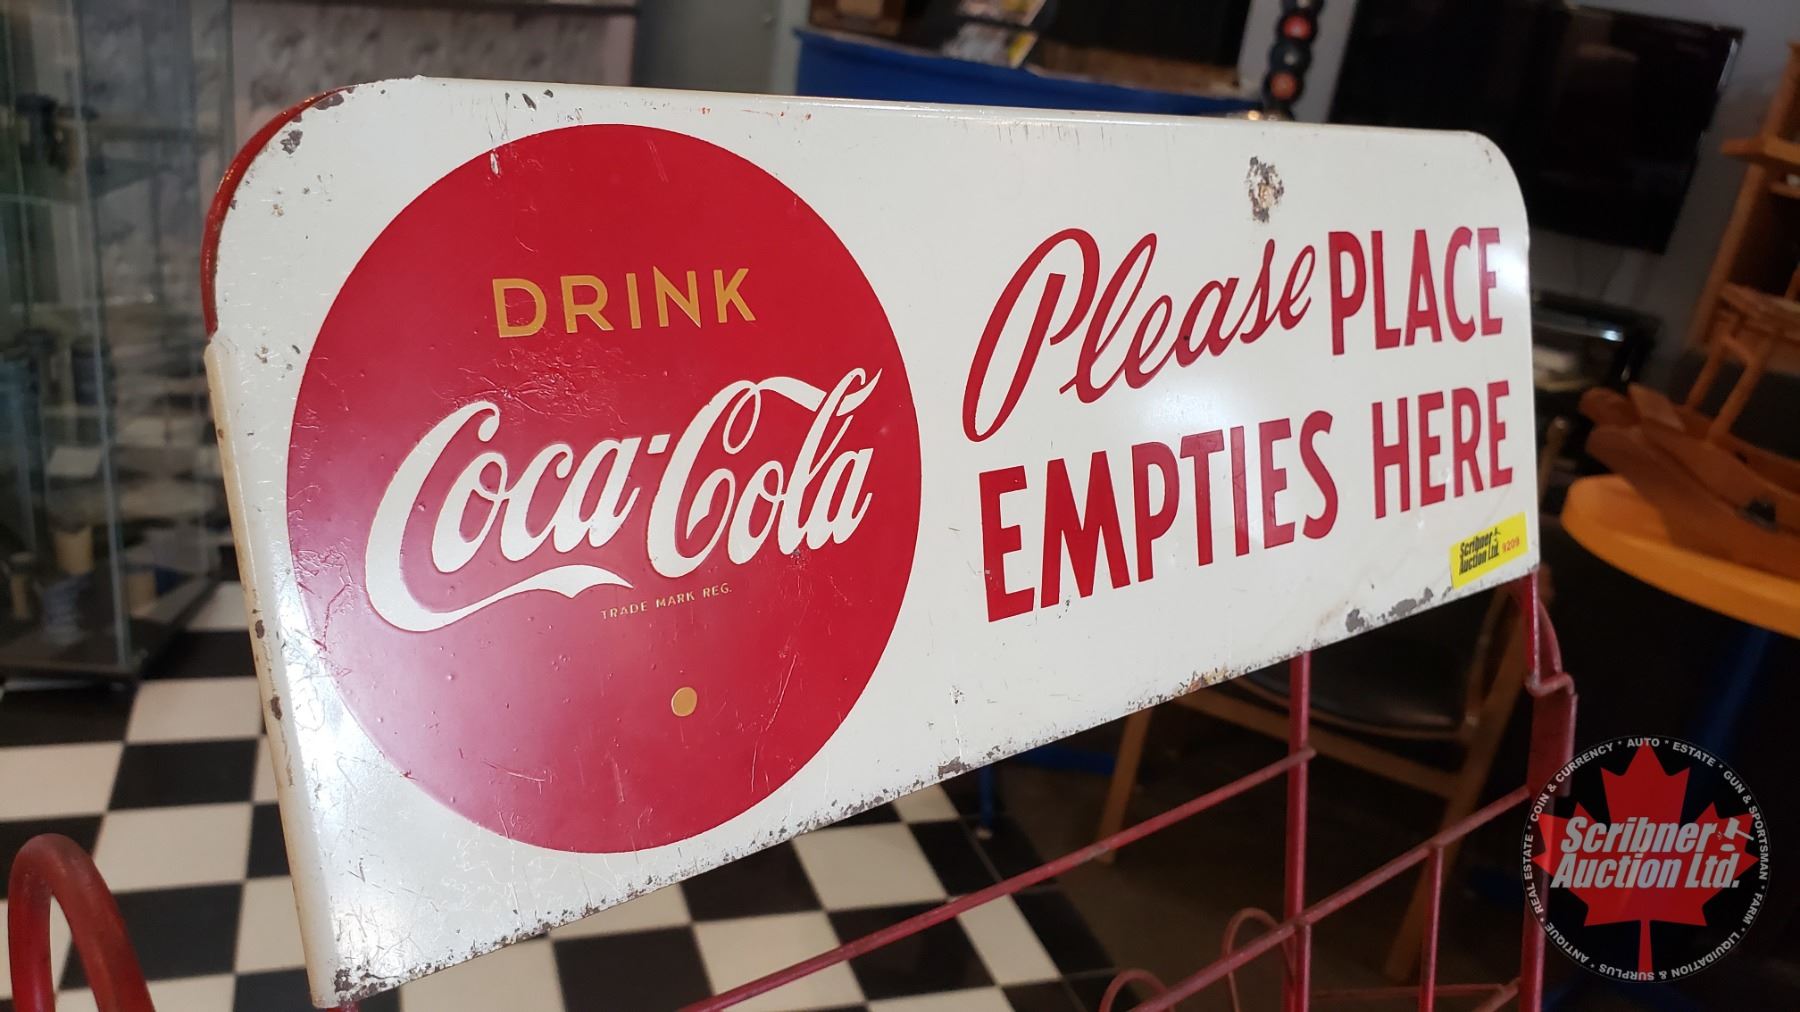 DRINK
Coca-Cola
TRADE MARK REG.
Please PLACE
EMPTIES HERE
Scribner
Auction Ltd. 9209
REAL ESTATE • COIN & CURRENCY • AUTO • ESTATE • GUN & SPORTSMAN • FARM • LIQUIDATION & SURPLUS • ANTIQUE •
Scribner
Auction Ltd.